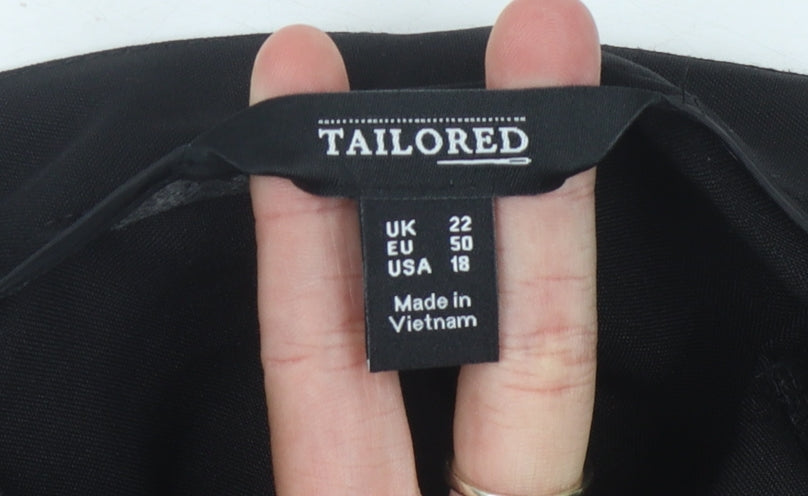 TAILORED
UK 22
EU 50
USA 18
Made in
Vietnam